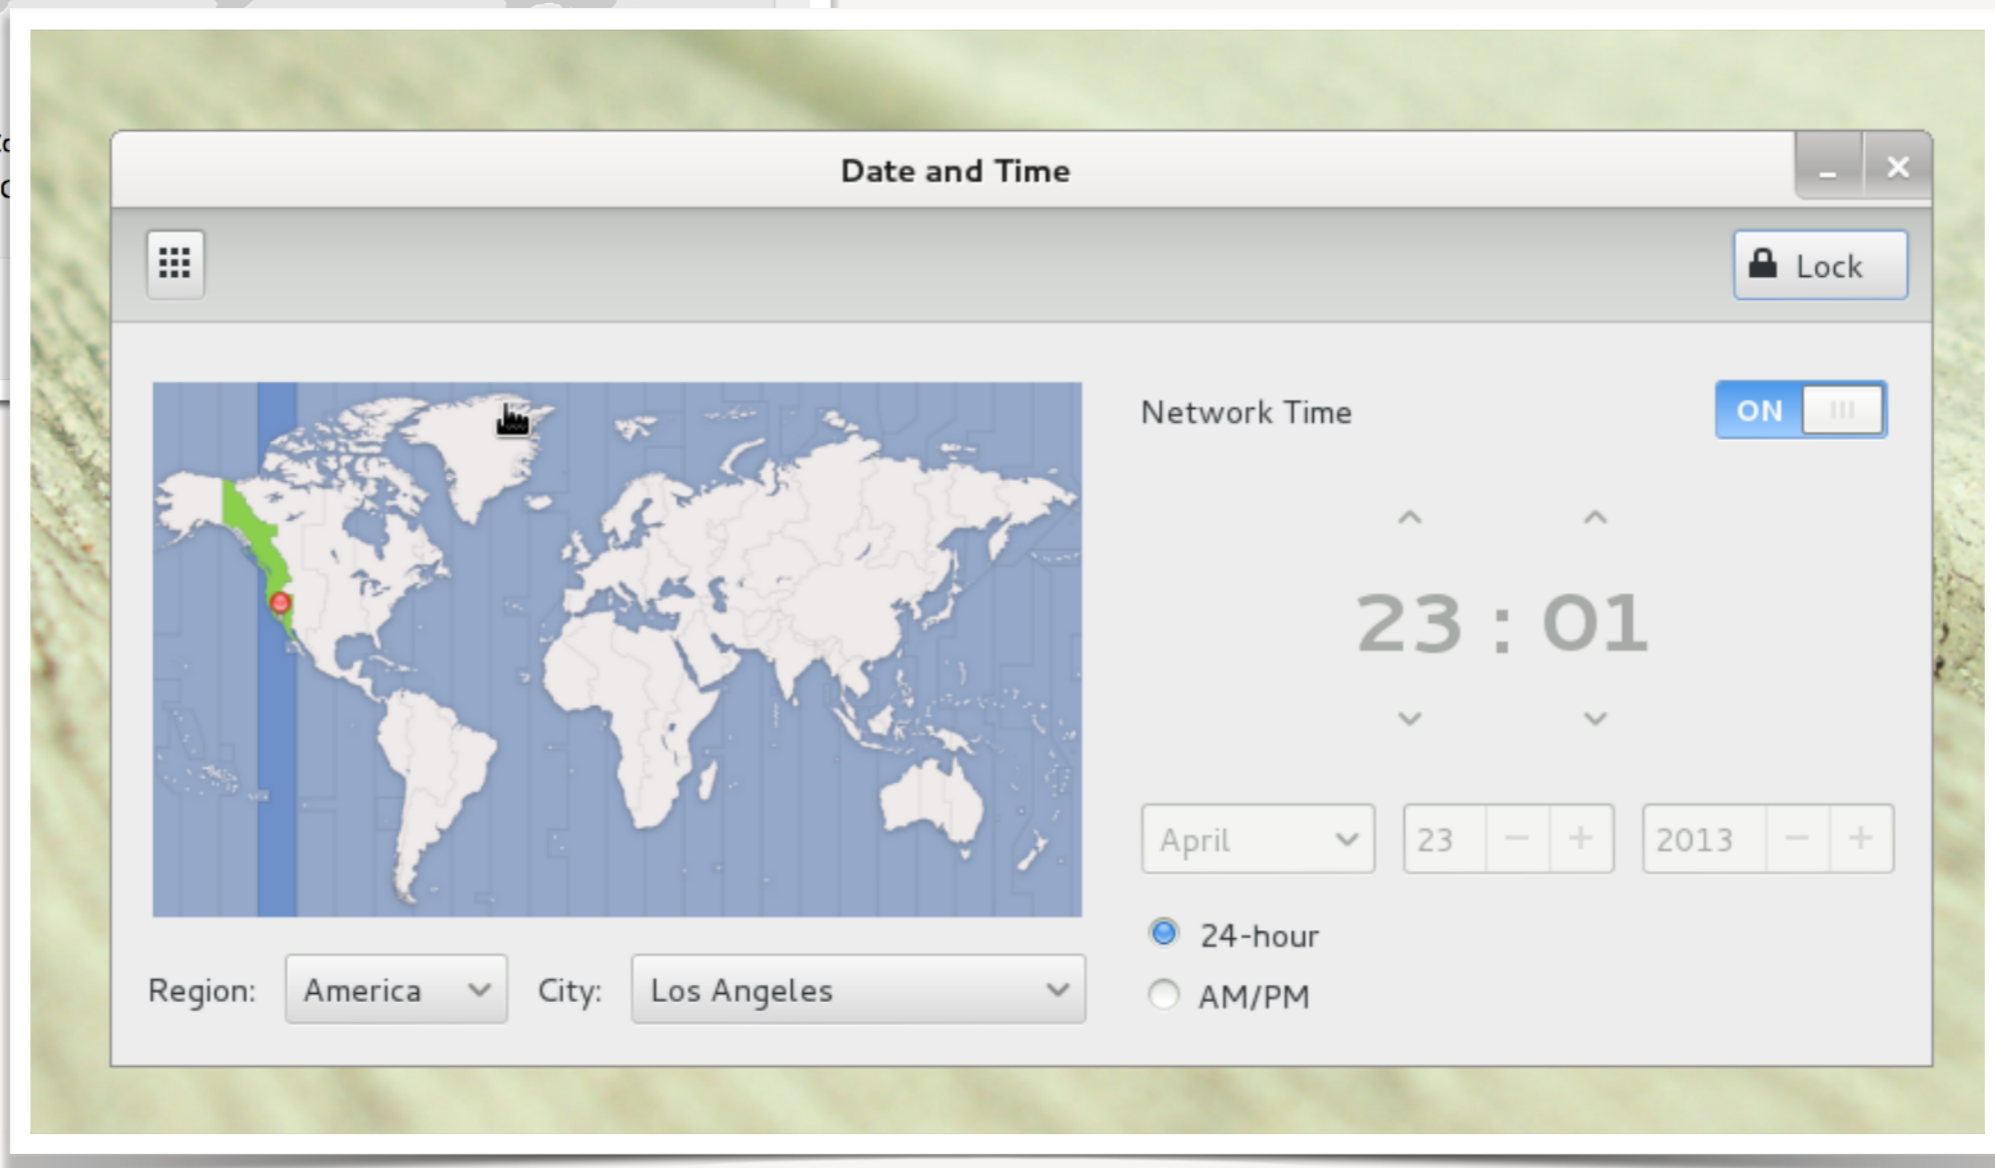 Date and Time
Lock
Network Time
ON
23 : 01
April 23 2013
24-hour
AM/PM
Region: America City: Los Angeles